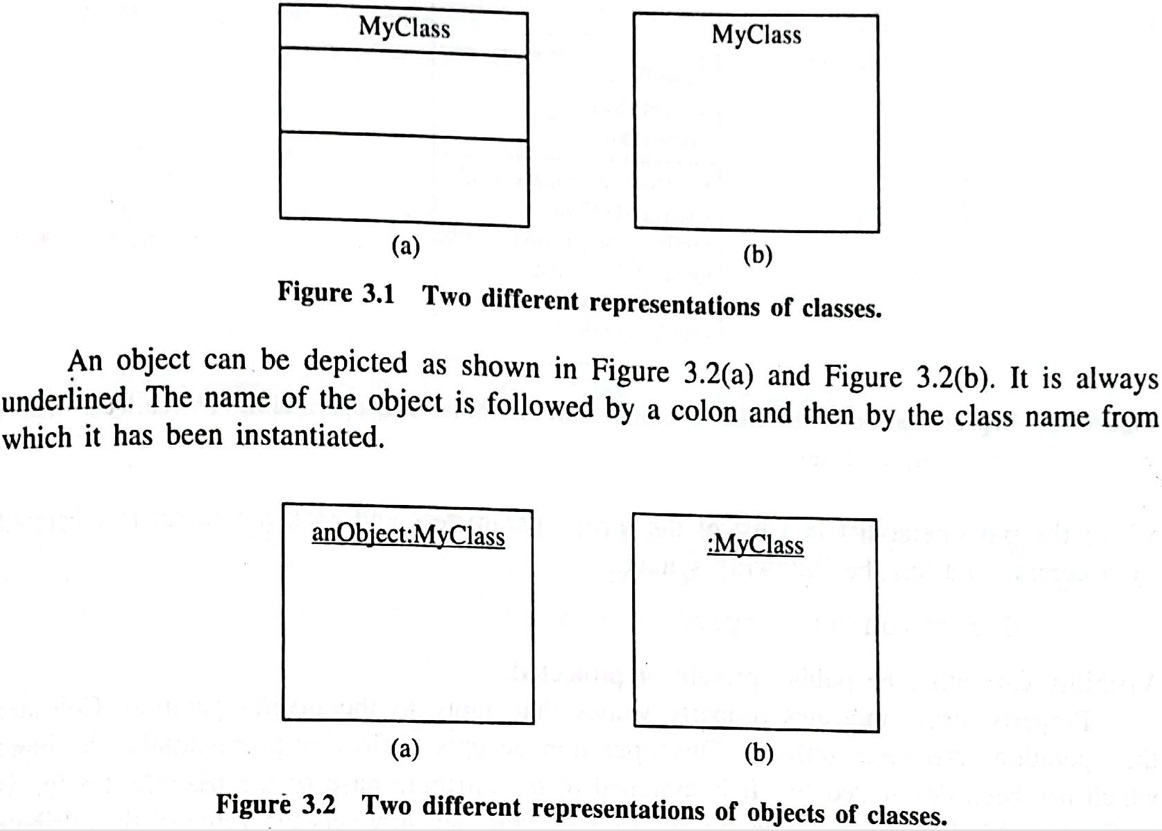 MyClass
MyClass
(a)
(b)
Figure 3.1 Two different representations of classes.
An object can be depicted as shown in Figure 3.2(a) and Figure 3.2(b). It is always
underlined. The name of the object is followed by a colon and then by the class name from
which it has been instantiated.
anObject:MyClass
:MyClass
(a)
(b)
Figure 3.2 Two different representations of objects of classes.